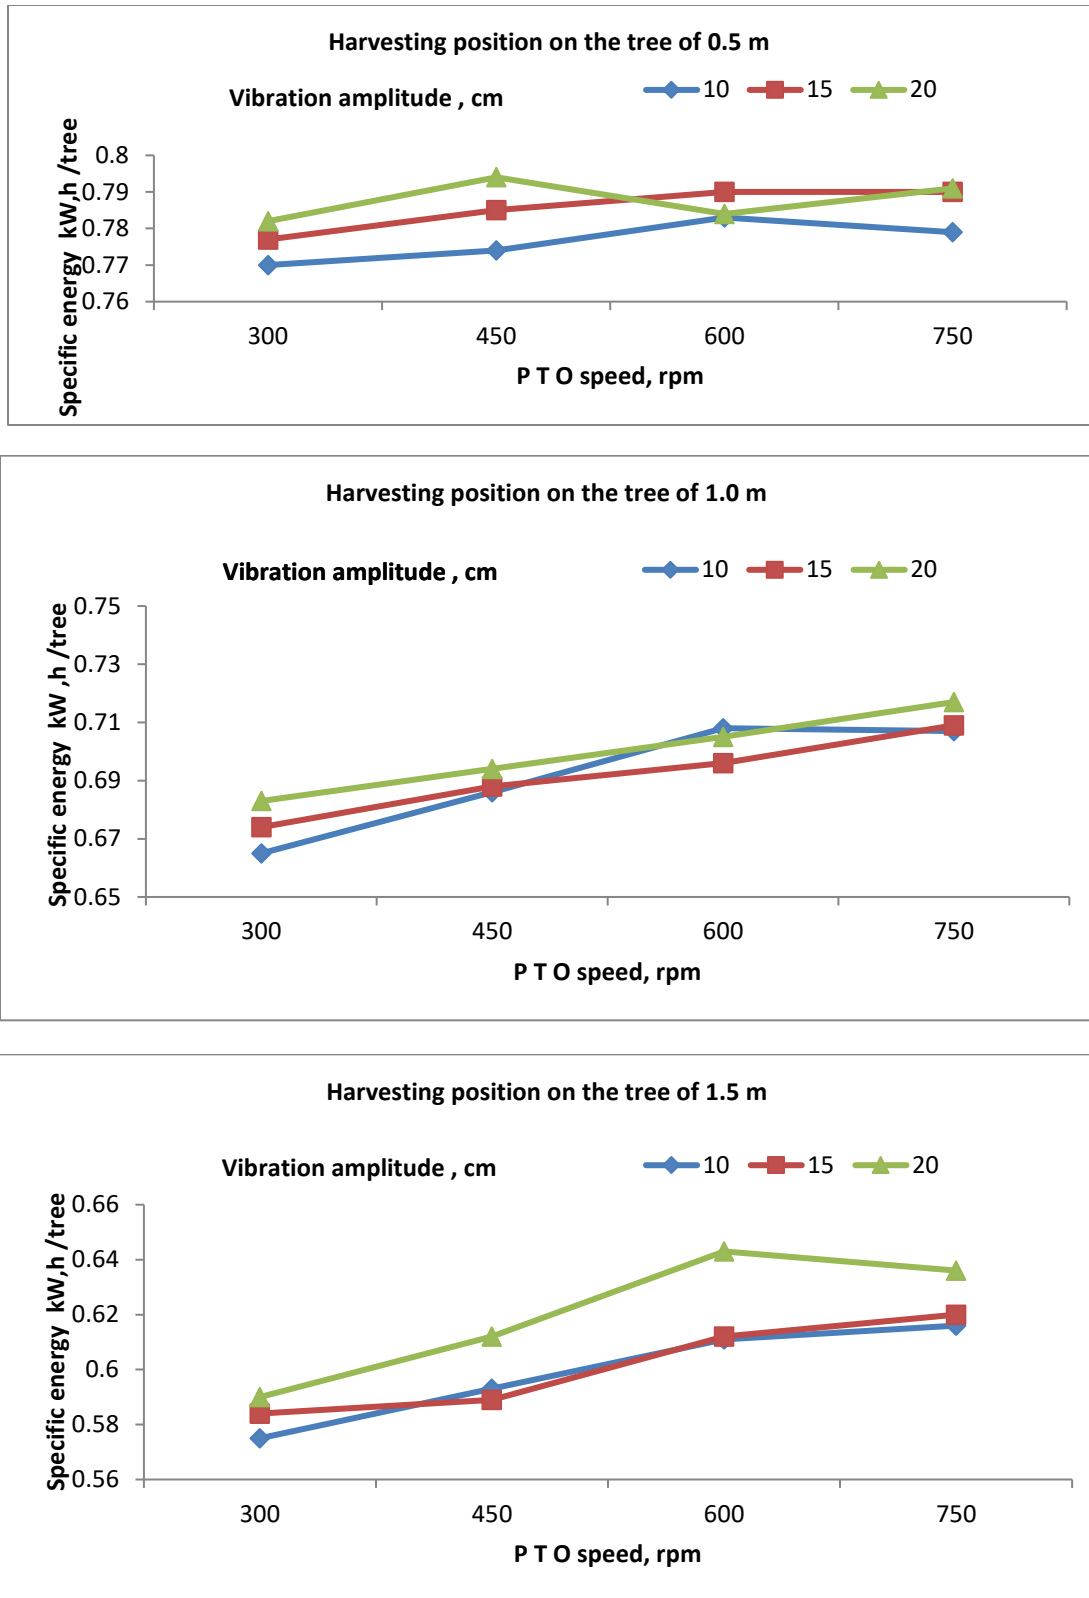 Harvesting position on the tree of 0.5 m
Vibration amplitude , cm
10 15 20
Specific energy kW,h /tree
0.8
0.79
0.78
0.77
0.76
300 450 600 750
P T O speed, rpm
Harvesting position on the tree of 1.0 m
Vibration amplitude , cm
10 15 20
Specific energy kW ,h /tree
0.75
0.73
0.71
0.69
0.67
0.65
300 450 600 750
P T O speed, rpm
Harvesting position on the tree of 1.5 m
Vibration amplitude , cm
10 15 20
Specific energy kW,h /tree
0.66
0.64
0.62
0.6
0.58
0.56
300 450 600 750
P T O speed, rpm